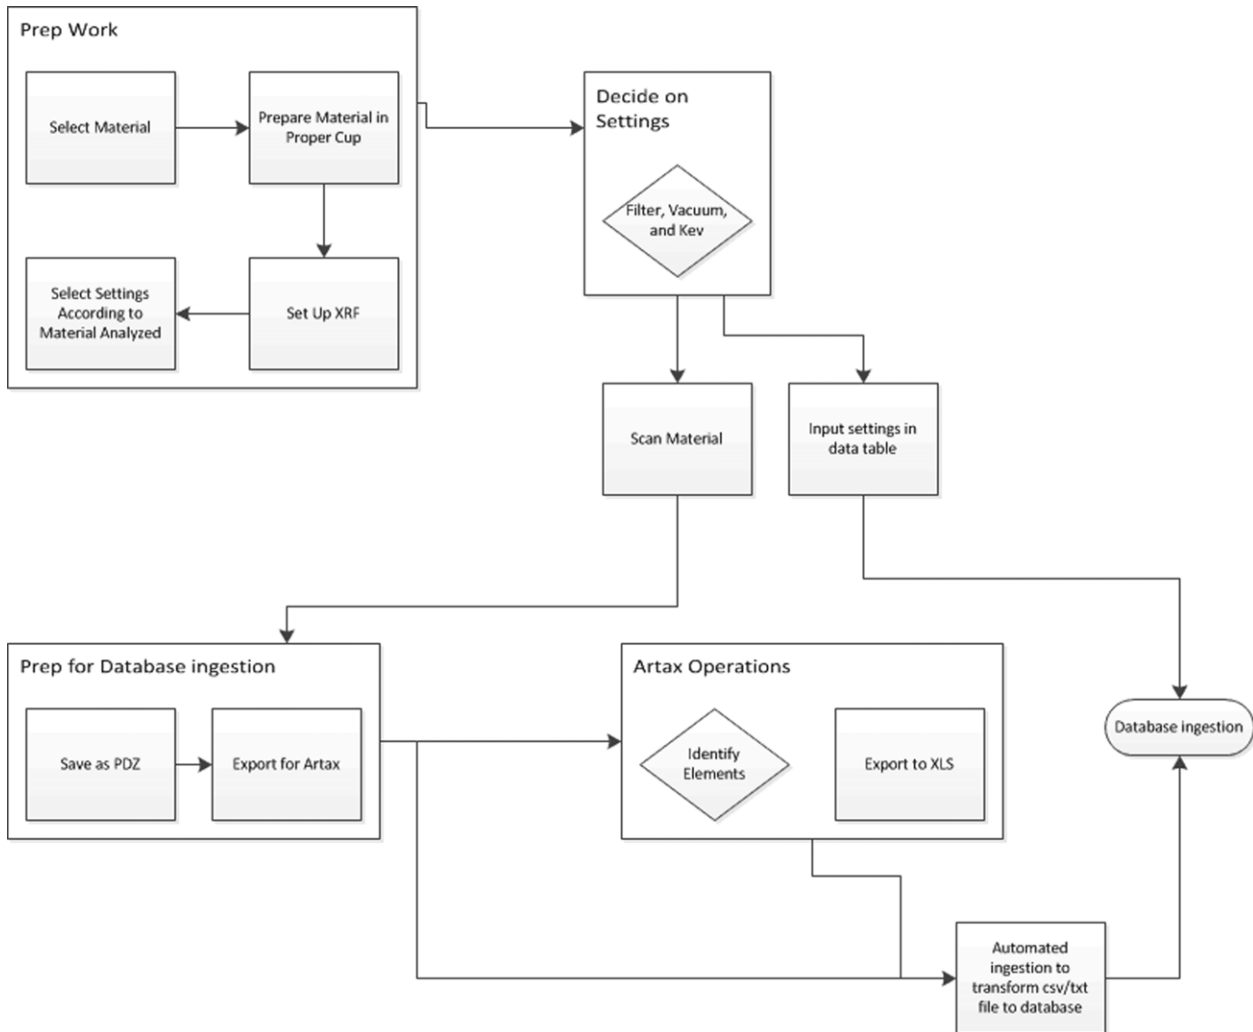 Prep Work
Select Material
Prepare Material in
Proper Cup
Select Settings
According to
Material Analyzed
Set Up XRF
Decide on
Settings
Filter, Vacuum,
and Kev
Scan Material
Input settings in
data table
Prep for Database ingestion
Save as PDZ
Export for Artax
Artax Operations
Identify
Elements
Export to XLS
Database ingestion
Automated
ingestion to
transform csv/txt
file to database